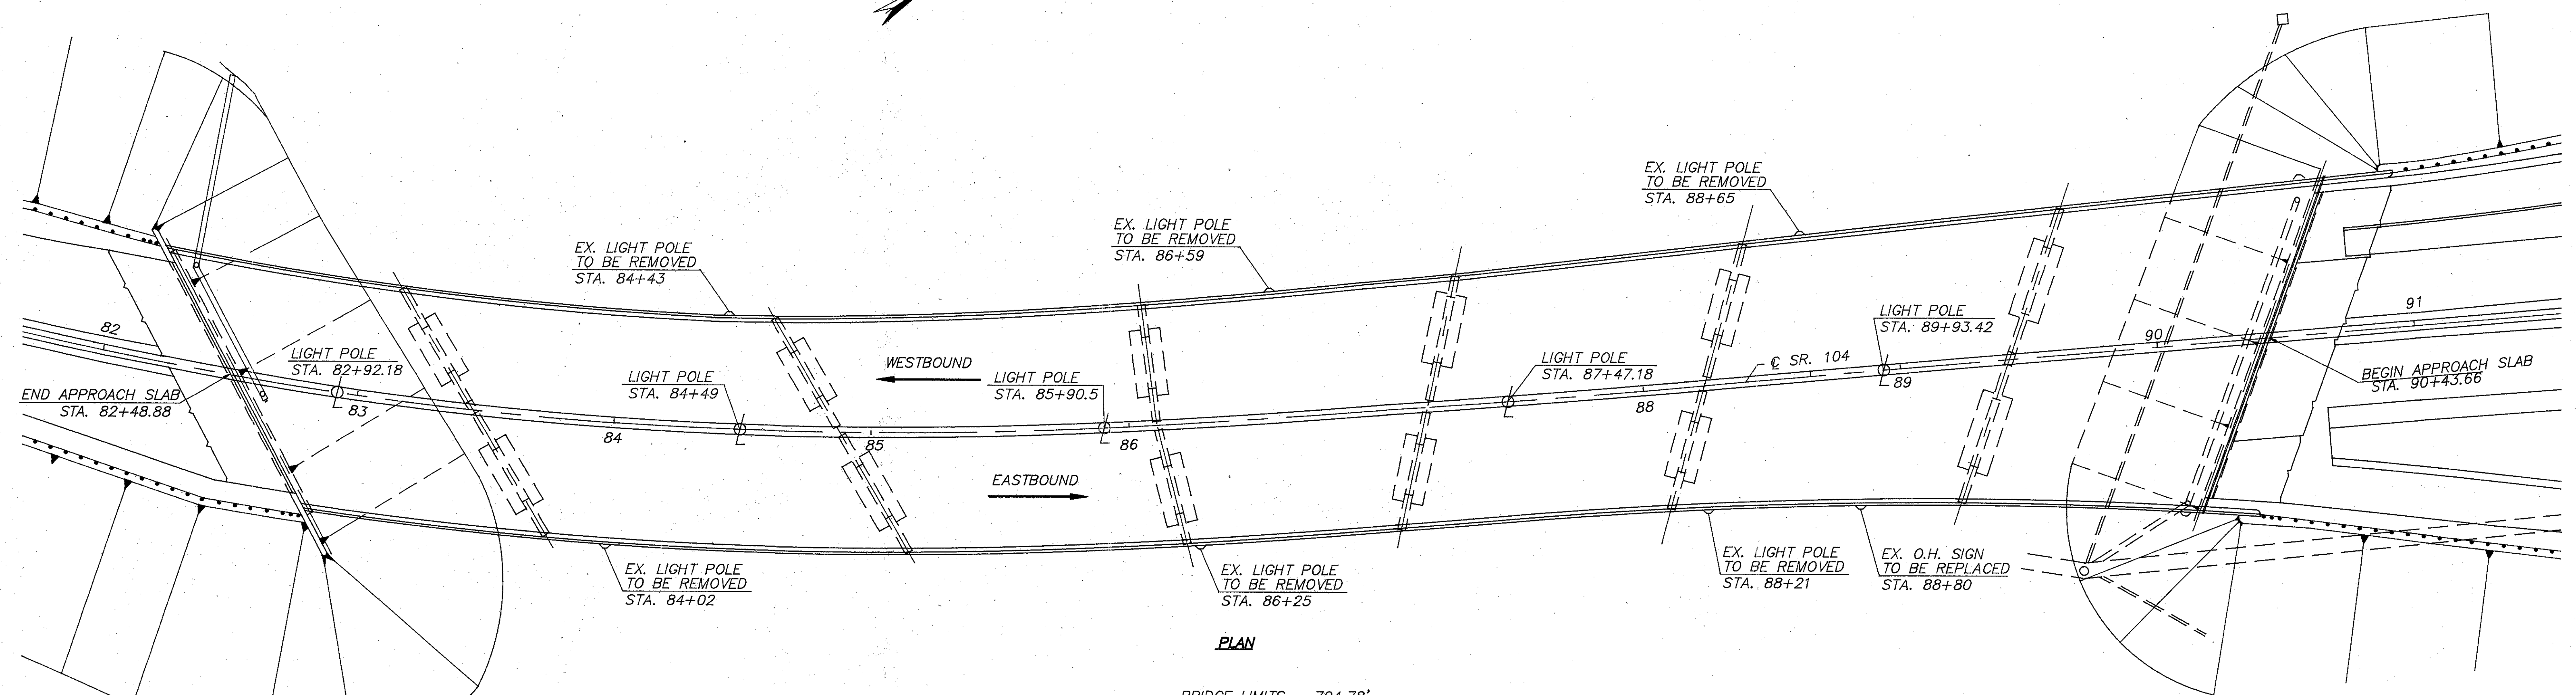 EX. LIGHT POLE
TO BE REMOVED
STA. 84+43
EX. LIGHT POLE
TO BE REMOVED
STA. 86+59
EX. LIGHT POLE
TO BE REMOVED
STA. 88+65
82
LIGHT POLE
STA. 82+92.18
END APPROACH SLAB
STA. 82+48.88
83
84
LIGHT POLE
STA. 84+49
85
WESTBOUND
LIGHT POLE
STA. 85+90.5
86
EASTBOUND
LIGHT POLE
STA. 87+47.18
88
℄ SR. 104
LIGHT POLE
STA. 89+93.42
89
90
91
BEGIN APPROACH SLAB
STA. 90+43.66
EX. LIGHT POLE
TO BE REMOVED
STA. 84+02
EX. LIGHT POLE
TO BE REMOVED
STA. 86+25
EX. LIGHT POLE
TO BE REMOVED
STA. 88+21
EX. O.H. SIGN
TO BE REPLACED
STA. 88+80
PLAN
BRIDGE LIMITS 794.78'